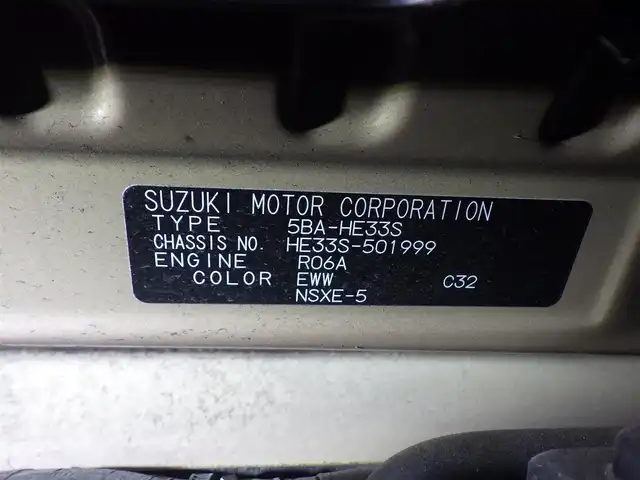 SUZUKI MOTOR CORPORATION
TYPE 5BA-HE33S
CHASSIS NO. HE33S-501999
ENGINE R06A
COLOR EWW C32
NSXE-5